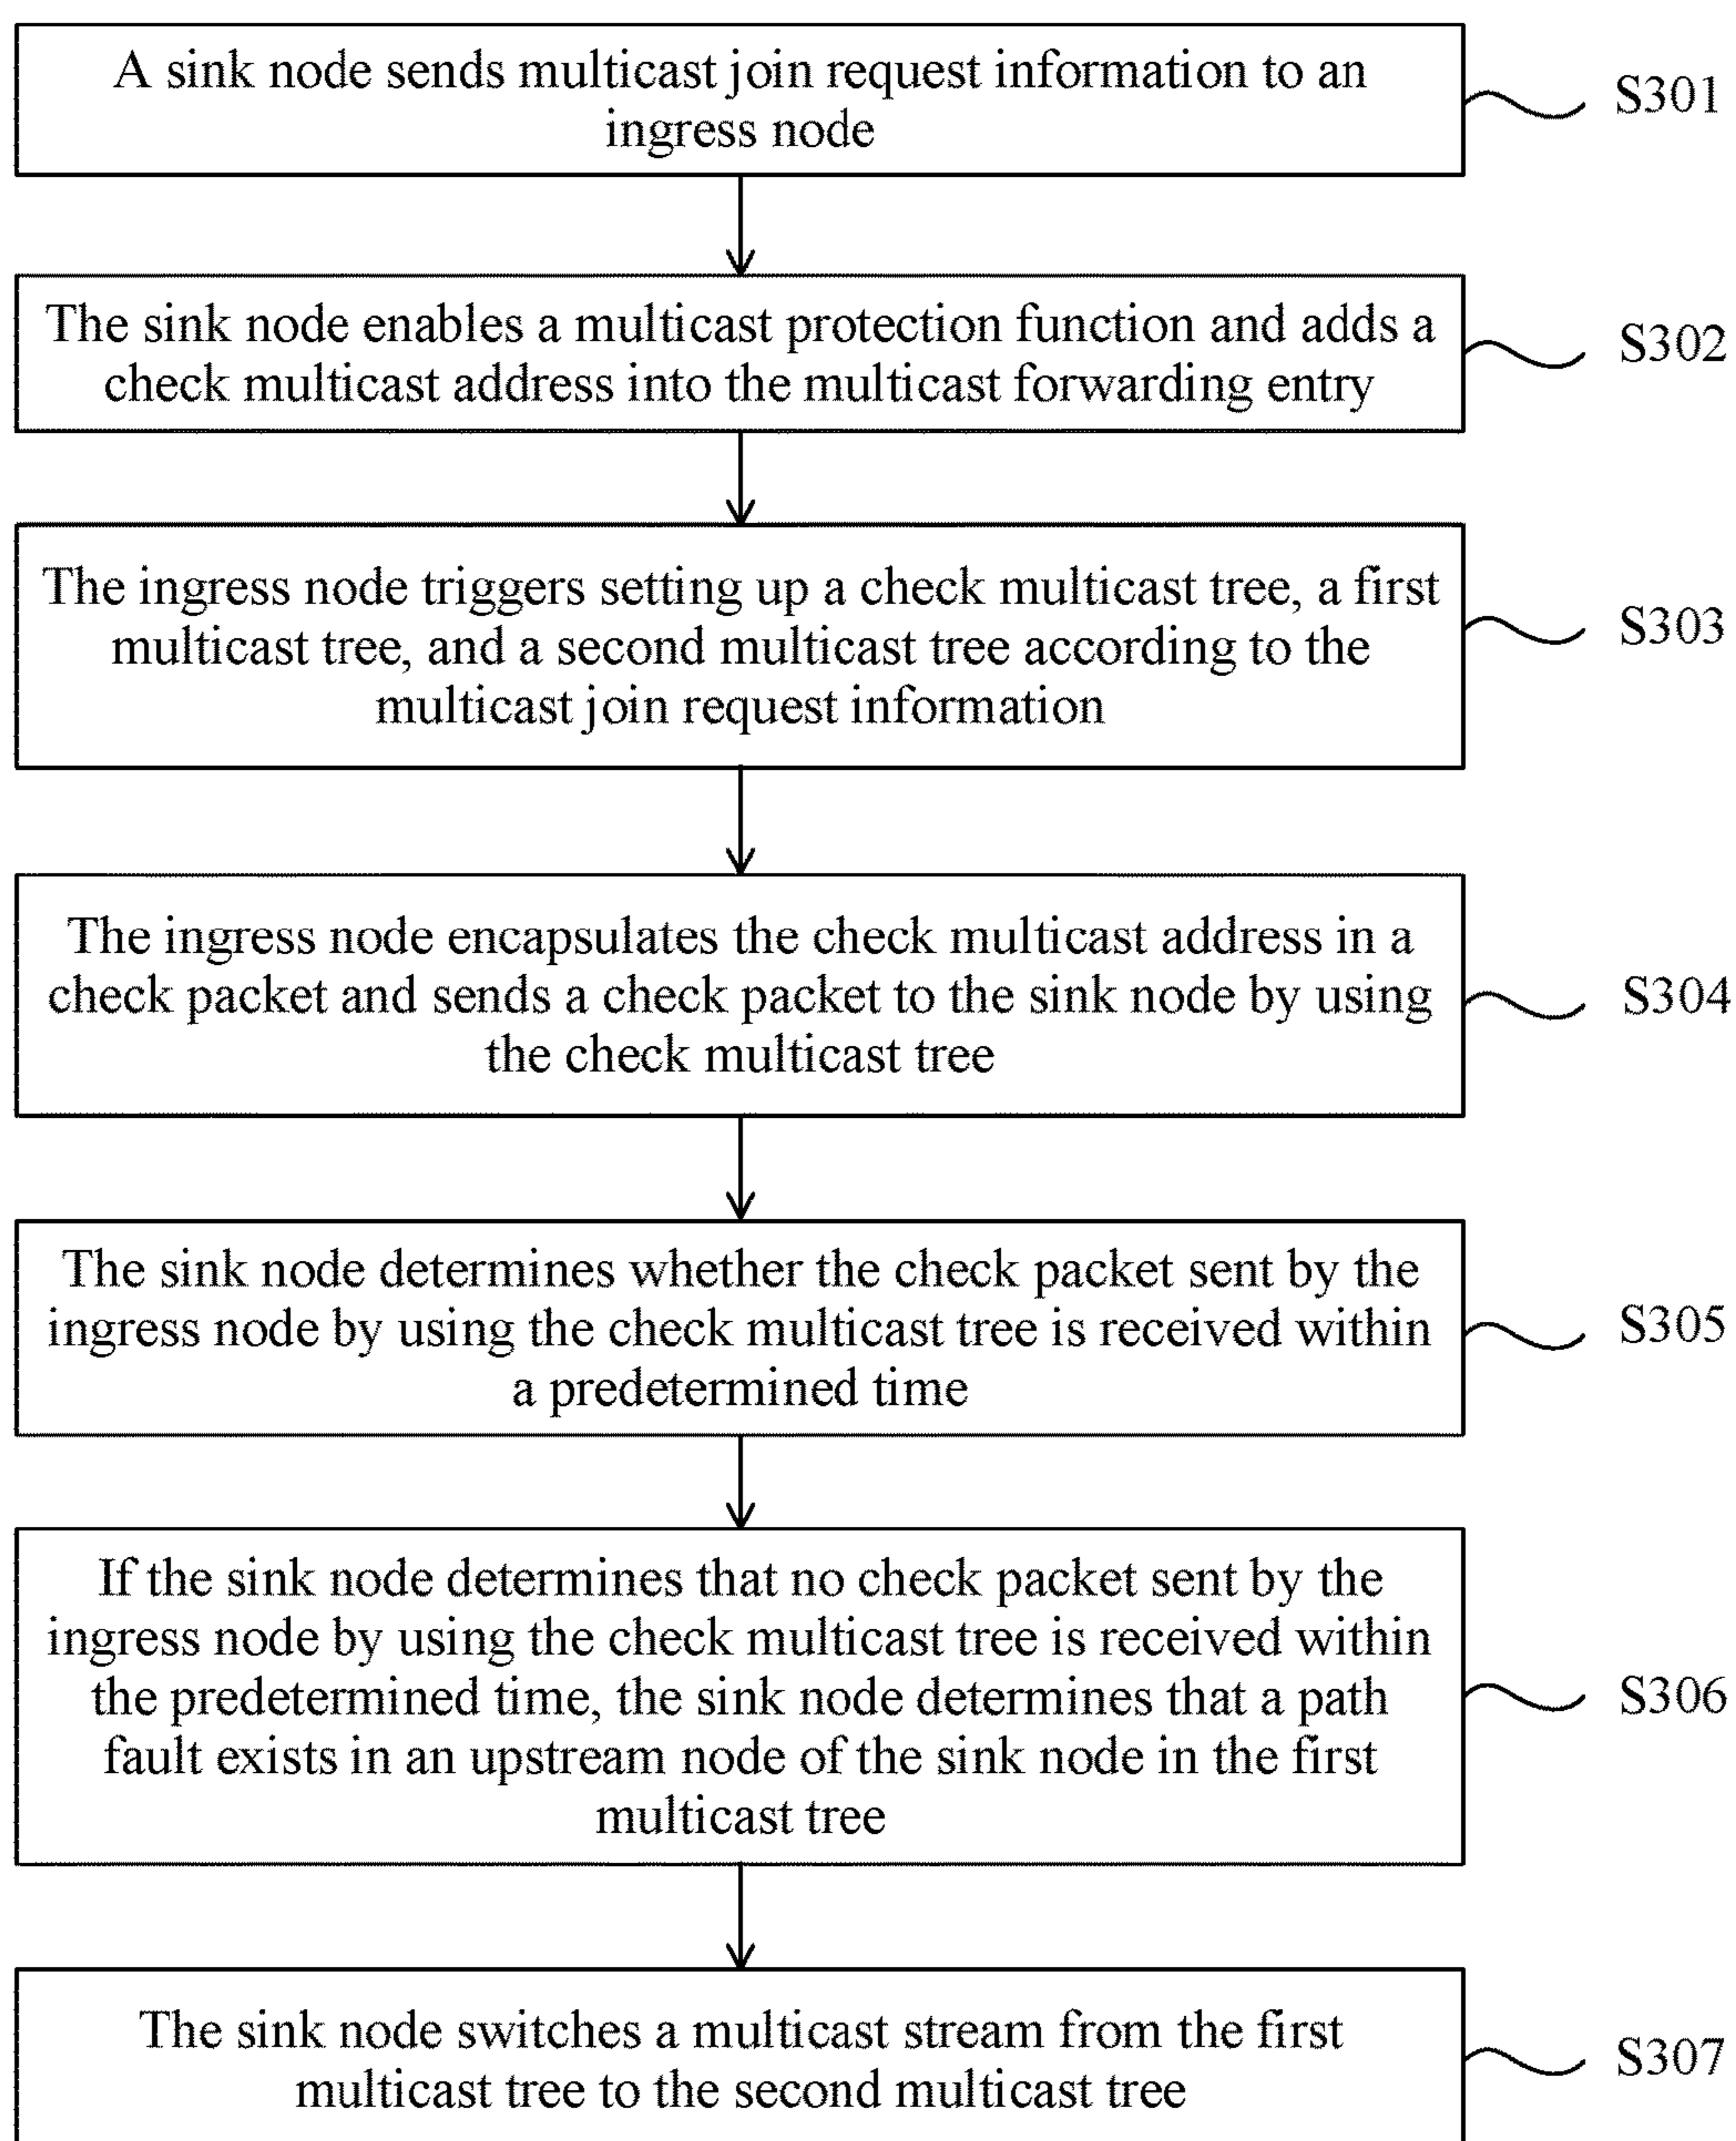 A sink node sends multicast join request information to an
ingress node
S301
The sink node enables a multicast protection function and adds a
check multicast address into the multicast forwarding entry
S302
The ingress node triggers setting up a check multicast tree, a first
multicast tree, and a second multicast tree according to the
multicast join request information
S303
The ingress node encapsulates the check multicast address in a
check packet and sends a check packet to the sink node by using
the check multicast tree
S304
The sink node determines whether the check packet sent by the
ingress node by using the check multicast tree is received within
a predetermined time
S305
If the sink node determines that no check packet sent by the
ingress node by using the check multicast tree is received within
the predetermined time, the sink node determines that a path
fault exists in an upstream node of the sink node in the first
multicast tree
S306
The sink node switches a multicast stream from the first
multicast tree to the second multicast tree
S307